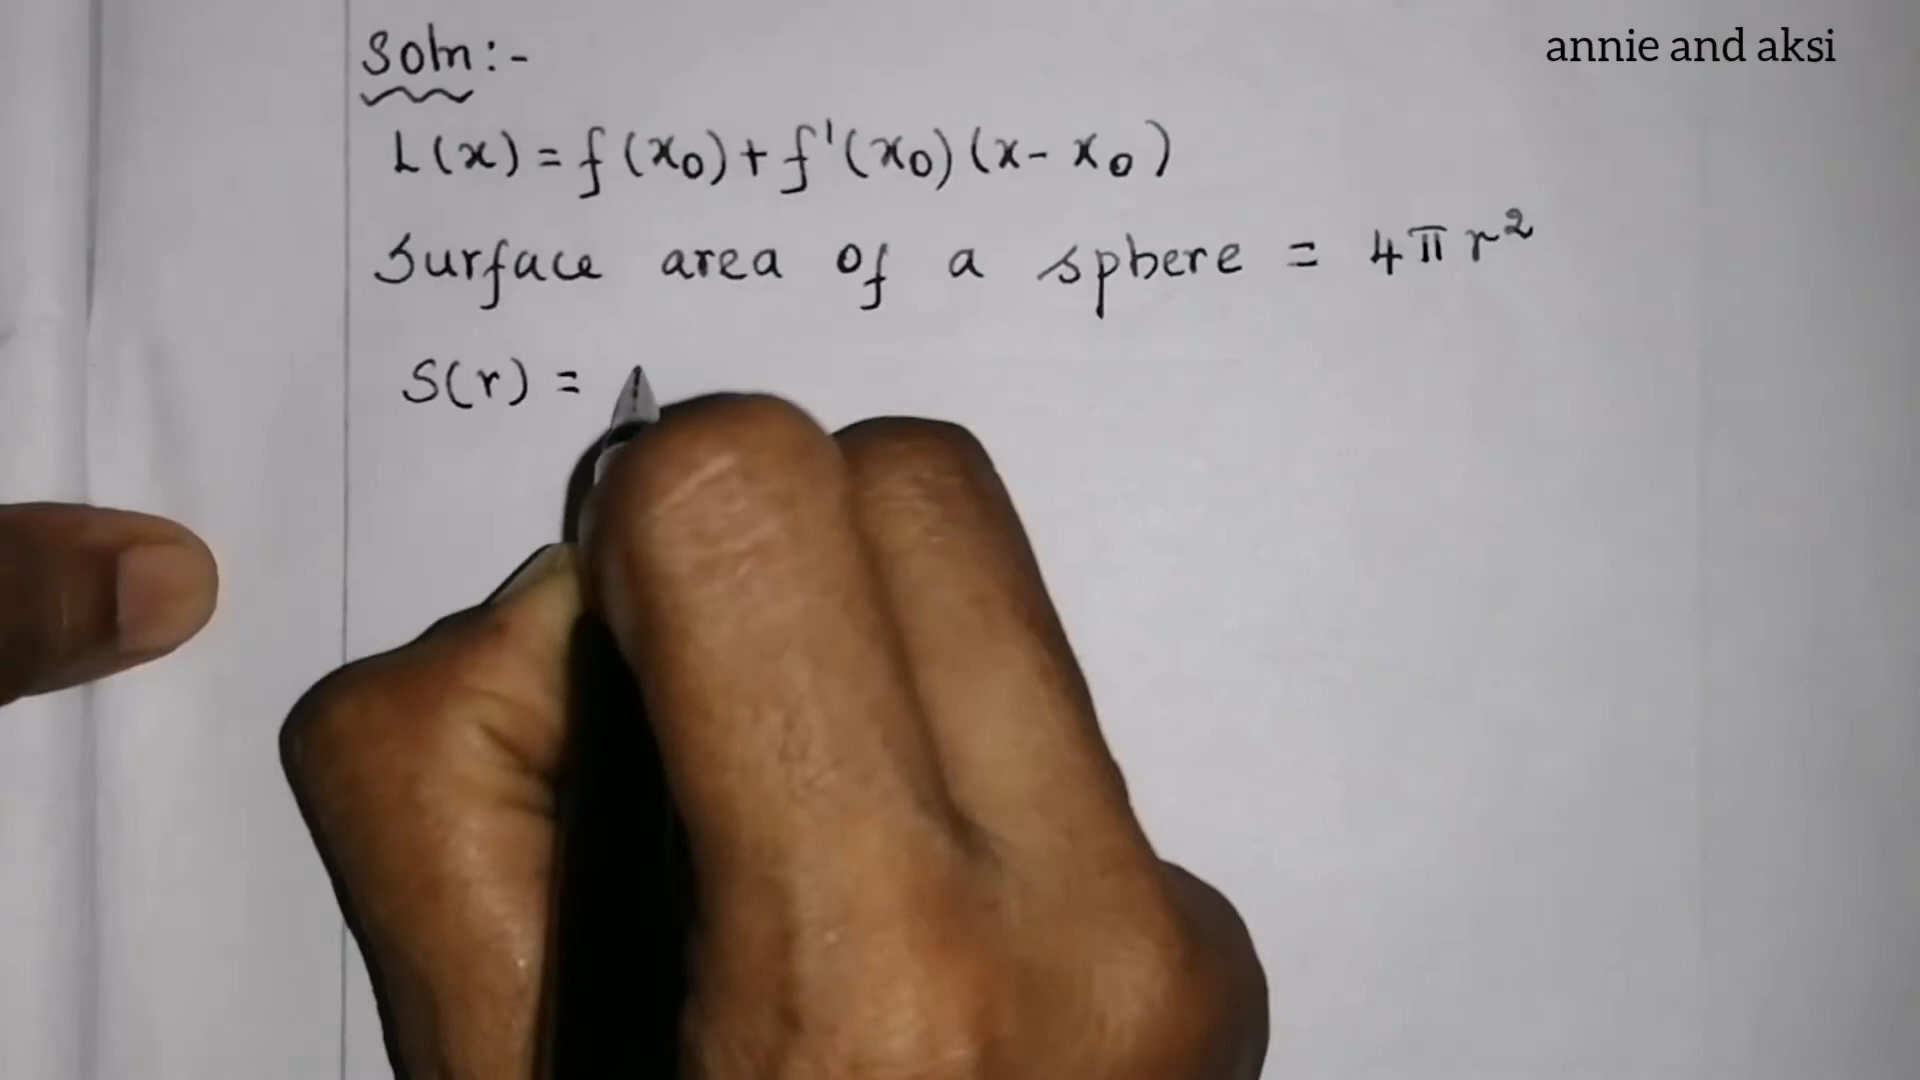 annie and aksi
Soln:-
L(x) = f(x₀) + f'(x₀)(x - x₀)
Surface area of a sphere = 4πr²
S(r) =